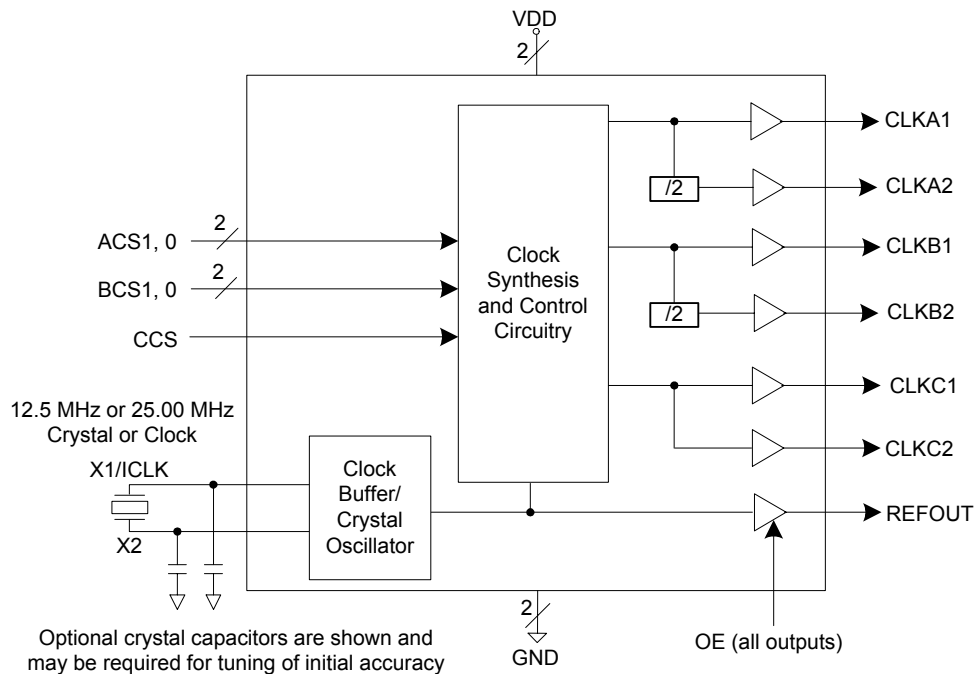 VDD
2
CLKA1
/2
CLKA2
ACS1, 0
2
BCS1, 0
2
CCS
Clock
Synthesis
and Control
Circuitry
CLKB1
/2
CLKB2
CLKC1
CLKC2
12.5 MHz or 25.00 MHz
Crystal or Clock
X1/ICLK
X2
Clock
Buffer/
Crystal
Oscillator
REFOUT
Optional crystal capacitors are shown and
may be required for tuning of initial accuracy
2
GND
OE (all outputs)